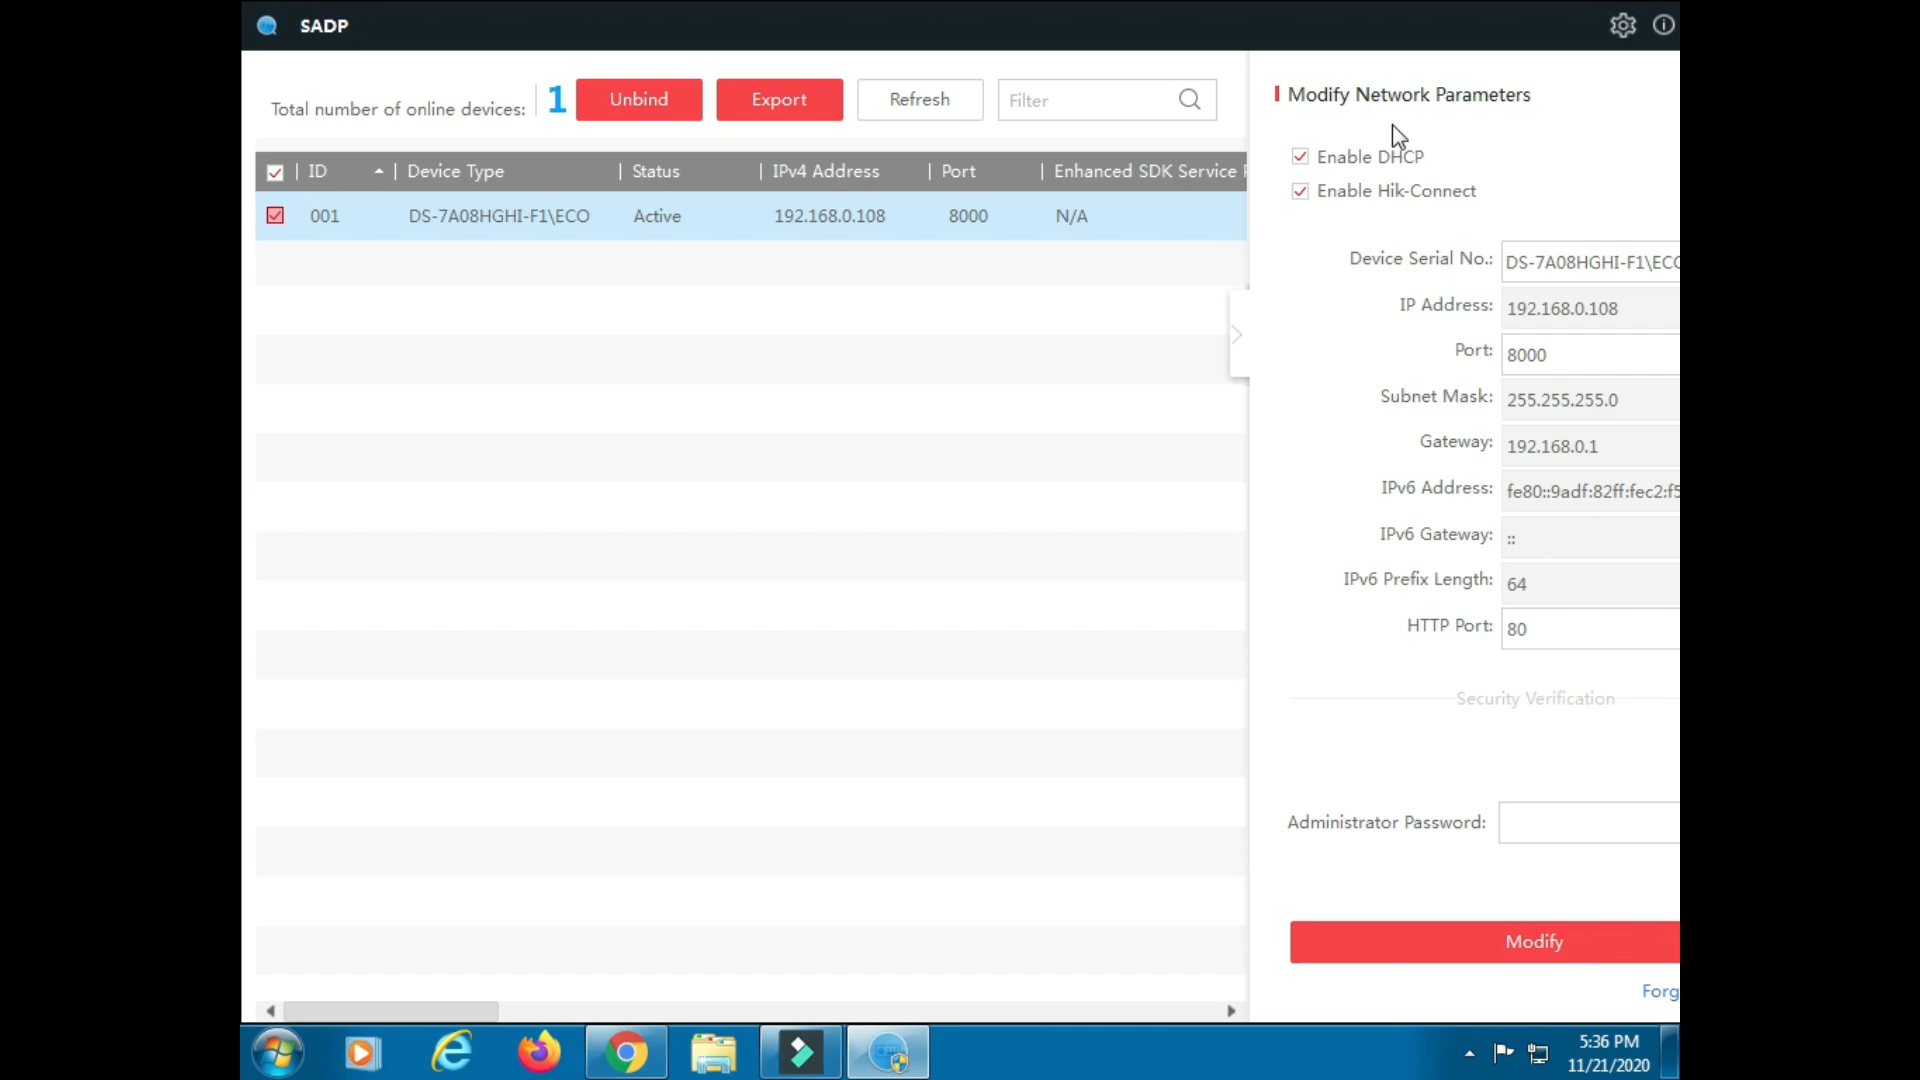 SADP
Total number of online devices: 1 Unbind Export Refresh Filter
ID Device Type Status IPv4 Address Port Enhanced SDK Service
001 DS-7A08HGHI-F1\ECO Active 192.168.0.108 8000 N/A
Modify Network Parameters
Enable DHCP
Enable Hik-Connect
Device Serial No.: DS-7A08HGHI-F1\ECO
IP Address: 192.168.0.108
Port: 8000
Subnet Mask: 255.255.255.0
Gateway: 192.168.0.1
IPv6 Address: fe80::9adf:82ff:fec2:f5
IPv6 Gateway: ::
IPv6 Prefix Length: 64
HTTP Port: 80
Security Verification
Administrator Password:
Modify
Forg
5:36 PM
11/21/2020